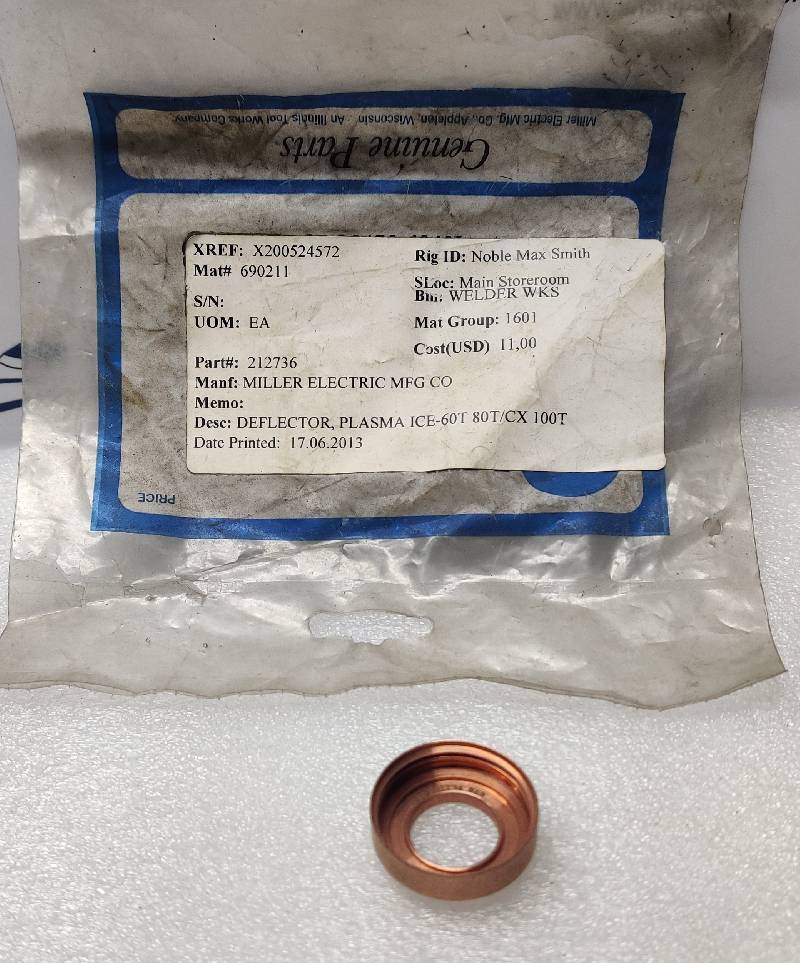 Miller Electric Mfg. Co., Appleton, Wisconsin An Illinois Tool Works Company
Genuine Parts
XREF: X200524572
Mat# 690211
S/N:
UOM: EA
Part#: 212736
Manf: MILLER ELECTRIC MFG CO
Memo:
Desc: DEFLECTOR, PLASMA ICE-60T 80T/CX 100T
Date Printed: 17.06.2013
Rig ID: Noble Max Smith
SLoc: Main Storeroom
Bin: WELDER WKS
Mat Group: 1601
Cost(USD) 11,00
PRICE